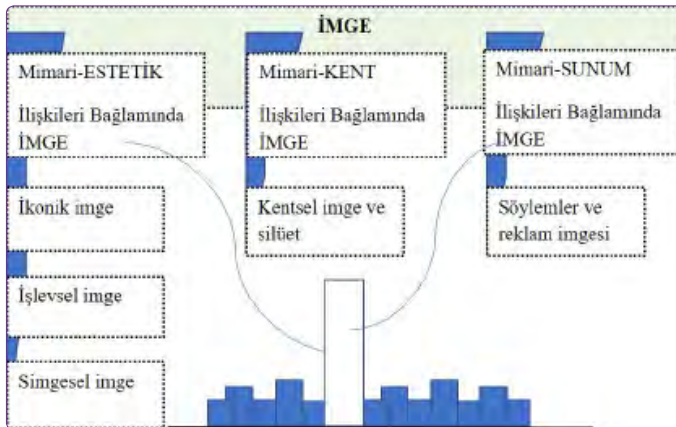 İMGE
Mimari-ESTETİK
İlişkileri Bağlamında
İMGE
İkonik imge
İşlevsel imge
Simgesel imge
Mimari-KENT
İlişkileri Bağlamında
İMGE
Kentsel imge ve
silüet
Mimari-SUNUM
İlişkileri Bağlamında
İMGE
Söylemler ve
reklam imgesi